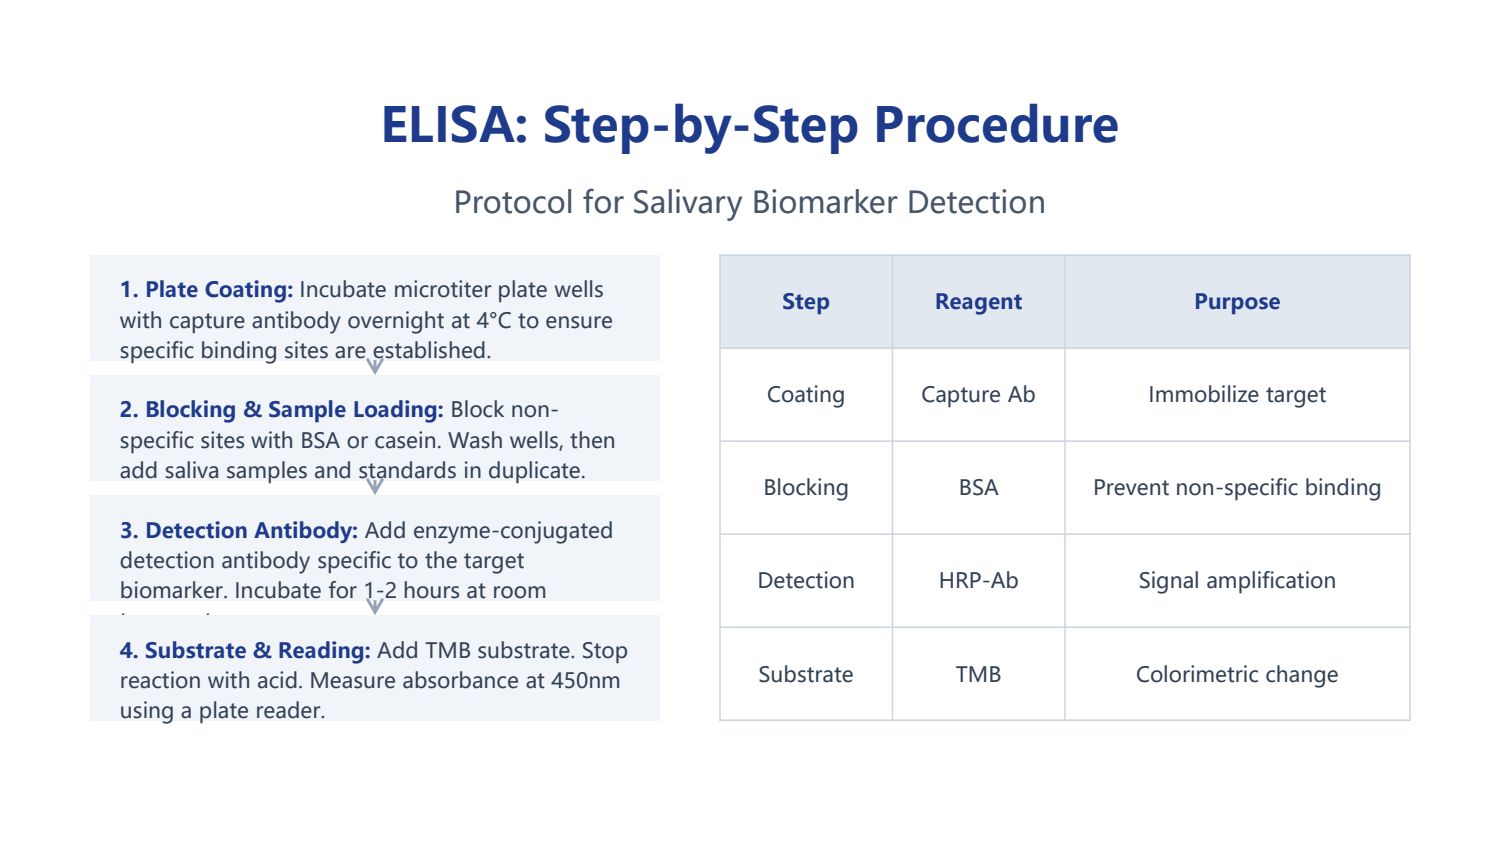 ELISA: Step-by-Step Procedure
Protocol for Salivary Biomarker Detection
1. Plate Coating: Incubate microtiter plate wells
with capture antibody overnight at 4°C to ensure
specific binding sites are established.
2. Blocking & Sample Loading: Block non-
specific sites with BSA or casein. Wash wells, then
add saliva samples and standards in duplicate.
3. Detection Antibody: Add enzyme-conjugated
detection antibody specific to the target
biomarker. Incubate for 1-2 hours at room
4. Substrate & Reading: Add TMB substrate. Stop
reaction with acid. Measure absorbance at 450nm
using a plate reader.
Step Reagent Purpose
Coating Capture Ab Immobilize target
Blocking BSA Prevent non-specific binding
Detection HRP-Ab Signal amplification
Substrate TMB Colorimetric change